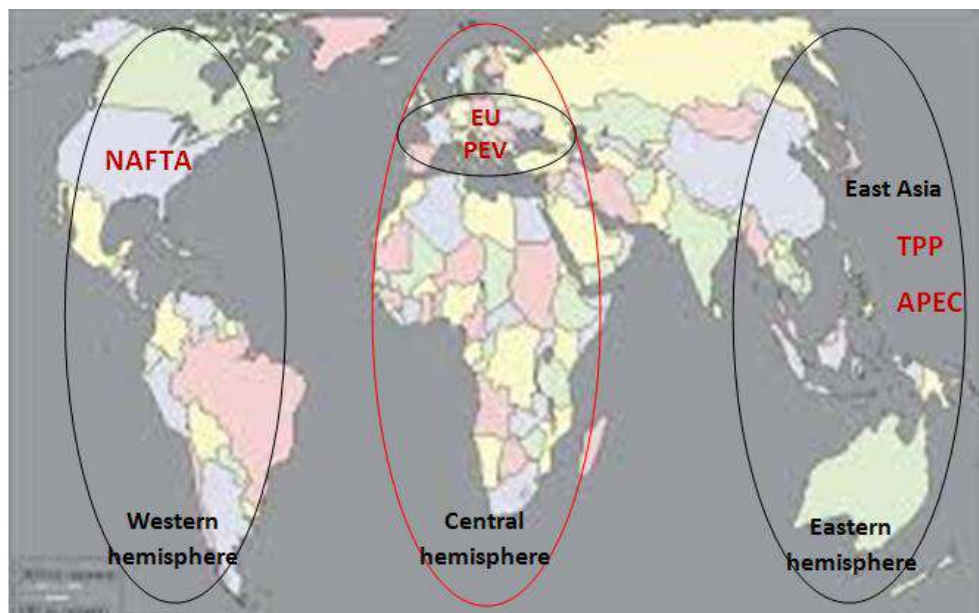 NAFTA
EU
PEV
East Asia
TPP
APEC
Western
hemisphere
Central
hemisphere
Eastern
hemisphere